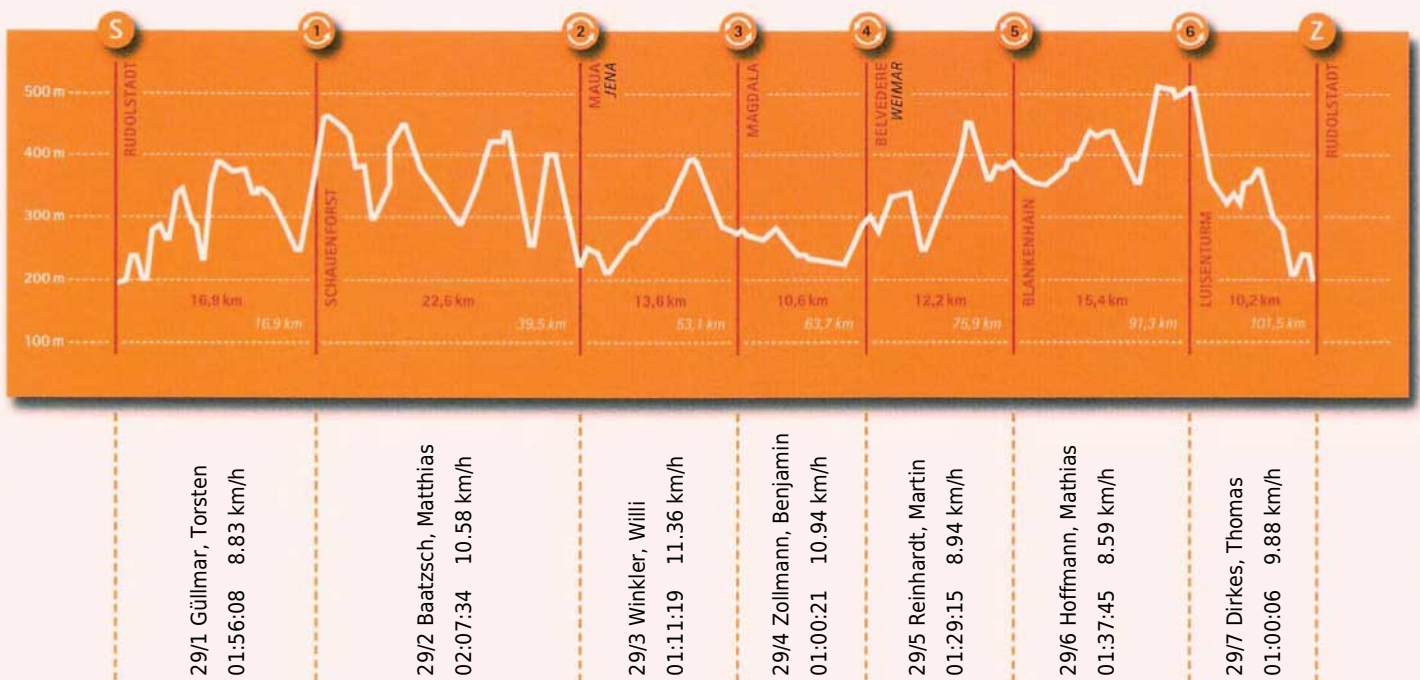 S
1
2
3
4
5
6
Z
500 m
400 m
300 m
200 m
100 m
RUDOLSTADT
SCHAUENFORST
MAUA
JENA
MAGDALA
BELVEDERE
WEIMAR
BLANKENHAIN
LUISENTURM
RUDOLSTADT
16,9 km
22,6 km
13,6 km
10,6 km
12,2 km
15,4 km
10,2 km
16,9 km
39,5 km
53,1 km
63,7 km
75,9 km
91,3 km
101,5 km
29/1 Güllmar, Torsten
01:56:08 8.83 km/h
29/2 Baatzsch, Matthias
02:07:34 10.58 km/h
29/3 Winkler, Willi
01:11:19 11.36 km/h
29/4 Zollmann, Benjamin
01:00:21 10.94 km/h
29/5 Reinhardt, Martin
01:29:15 8.94 km/h
29/6 Hoffmann, Mathias
01:37:45 8.59 km/h
29/7 Dirkes, Thomas
01:00:06 9.88 km/h